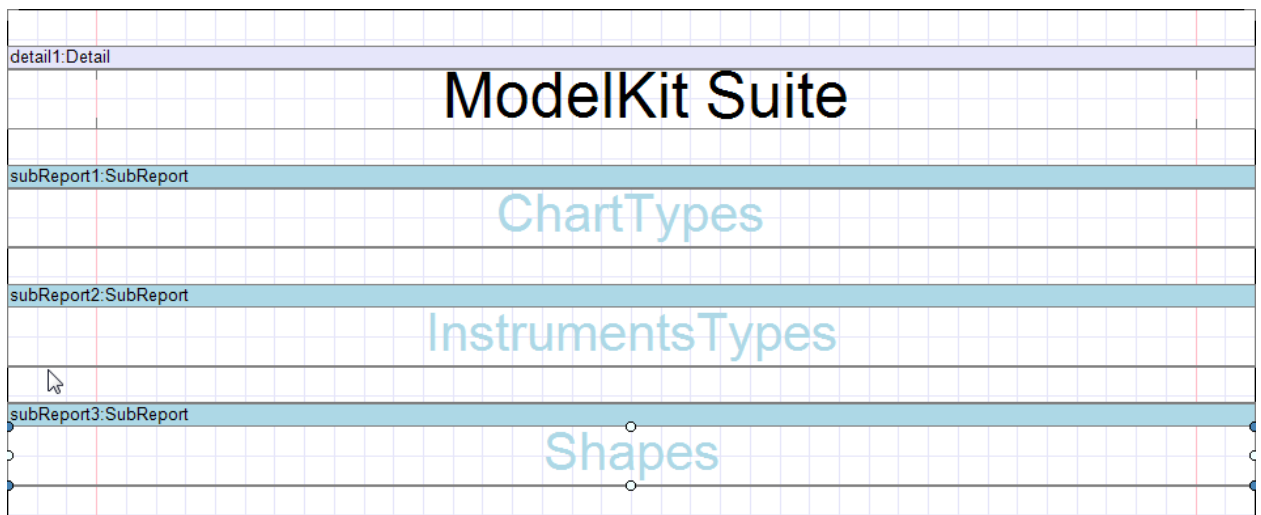 detail1:Detail
ModelKit Suite
subReport1:SubReport
ChartTypes
subReport2:SubReport
InstrumentsTypes
subReport3:SubReport
Shapes